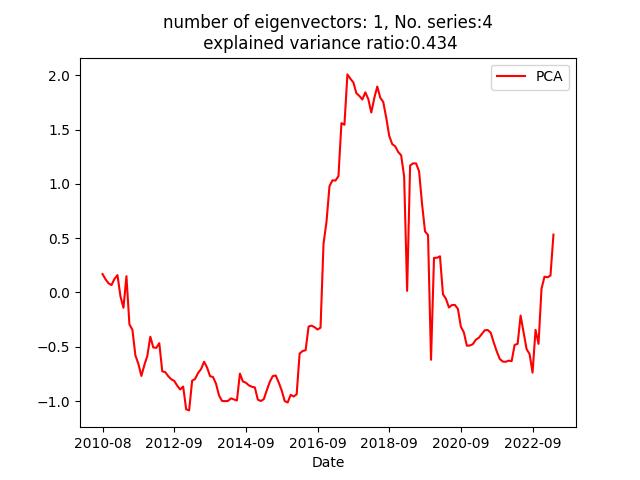 number of eigenvectors: 1, No. series:4
explained variance ratio:0.434
PCA
2.0
1.5
1.0
0.5
0.0
−0.5
−1.0
2010-08 2012-09 2014-09 2016-09 2018-09 2020-09 2022-09
Date